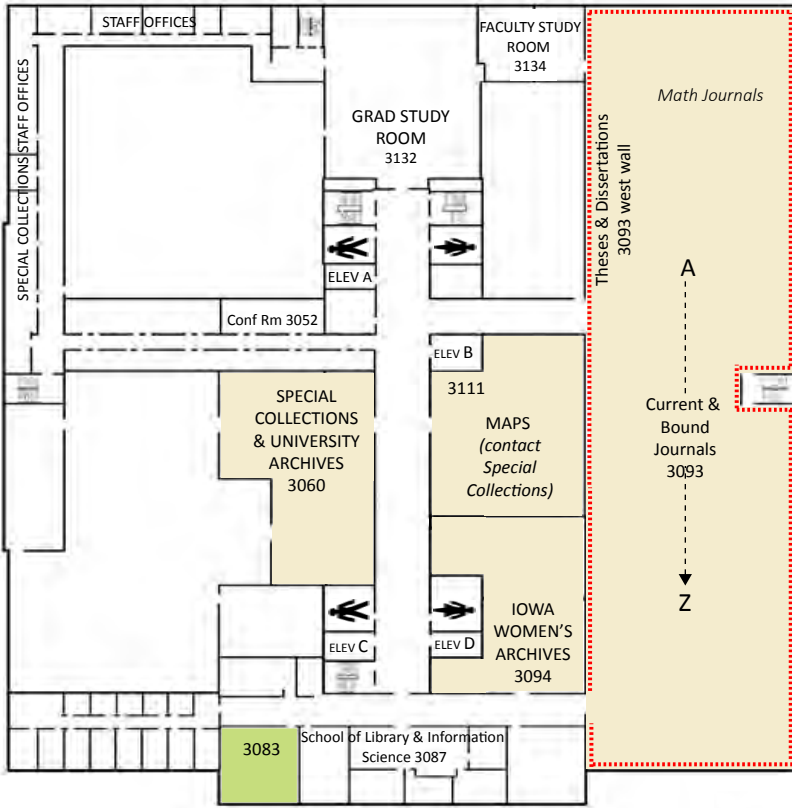 STAFF OFFICES
FACULTY STUDY
ROOM
3134
Math Journals
GRAD STUDY
ROOM
3132
SPECIAL COLLECTIONS STAFF OFFICES
Theses & Dissertations
3093 west wall
A
ELEV A
Conf Rm 3052
ELEV B
3111
SPECIAL
COLLECTIONS
& UNIVERSITY
ARCHIVES
3060
MAPS
(contact
Special
Collections)
Current &
Bound
Journals
3093
Z
IOWA
WOMEN'S
ARCHIVES
3094
ELEV C
ELEV D
3083
School of Library & Information
Science 3087